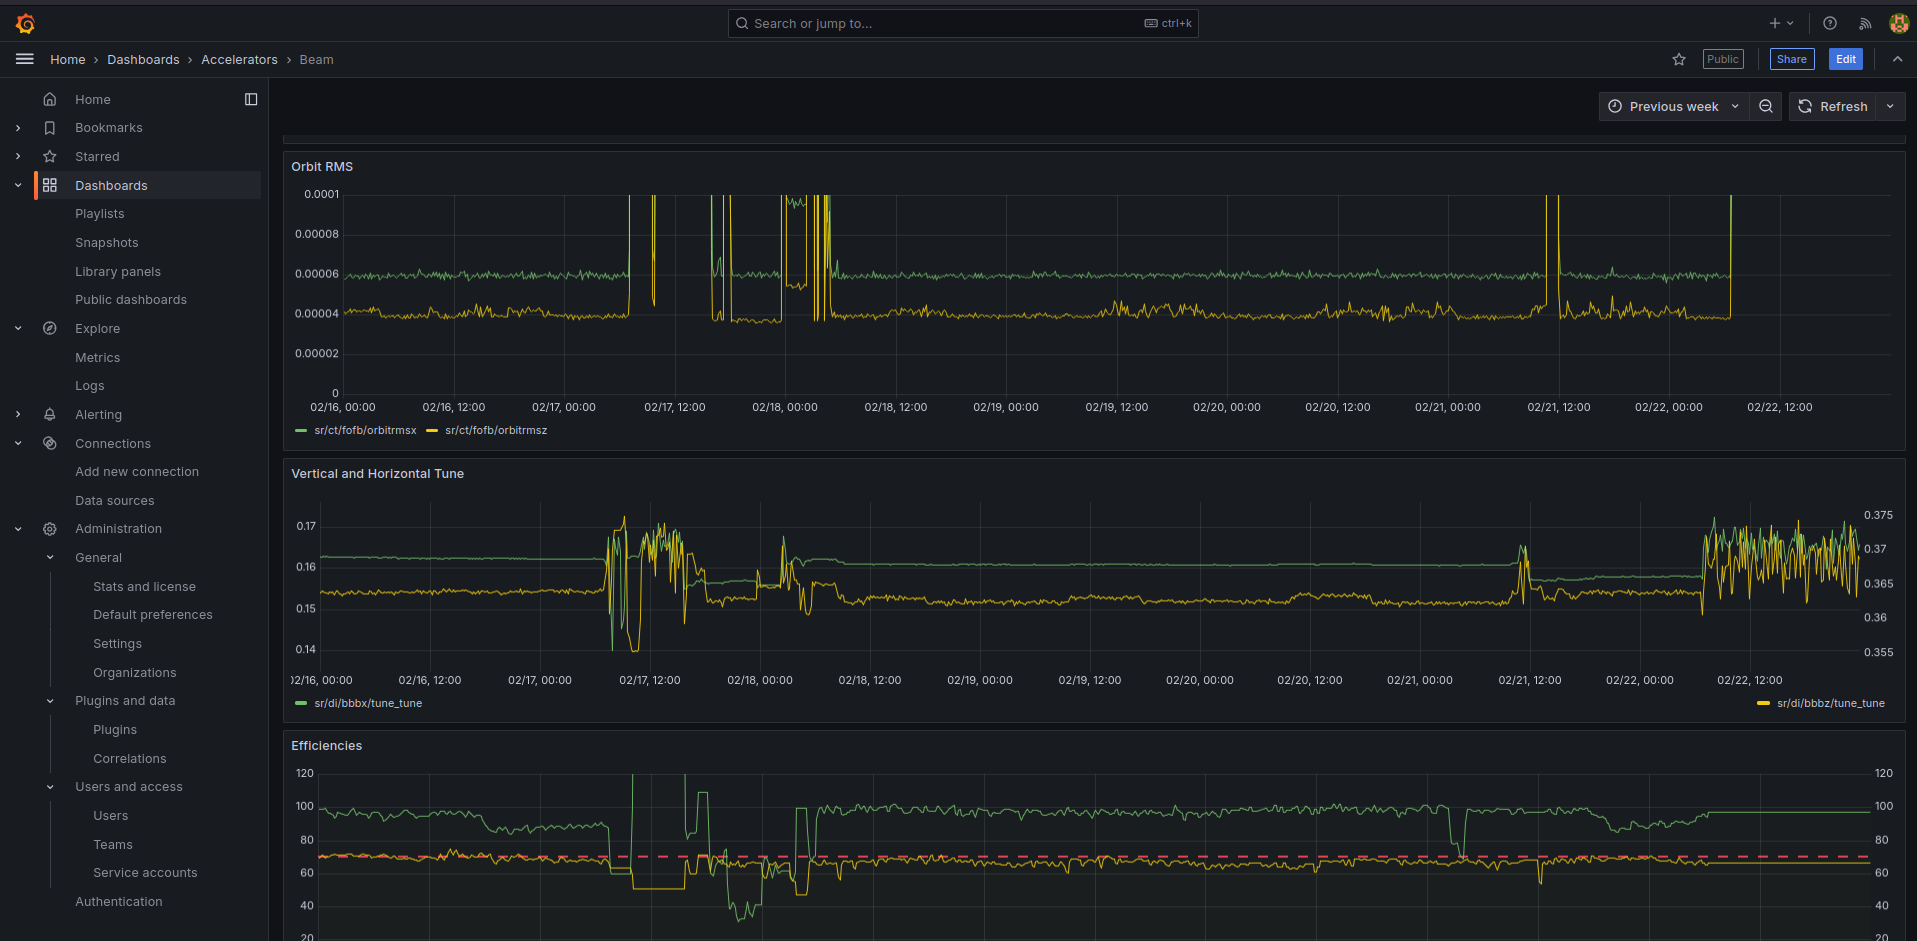 Search or jump to...
ctrl+k
Home › Dashboards › Accelerators › Beam
Public
Share
Edit
Home
Bookmarks
Starred
Dashboards
Playlists
Snapshots
Library panels
Public dashboards
Explore
Metrics
Logs
Alerting
Connections
Add new connection
Data sources
Administration
General
Stats and license
Default preferences
Settings
Organizations
Plugins and data
Plugins
Correlations
Users and access
Users
Teams
Service accounts
Authentication
Previous week
Refresh
Orbit RMS
0.0001
0.00008
0.00006
0.00004
0.00002
0
02/16, 00:00 02/16, 12:00 02/17, 00:00 02/17, 12:00 02/18, 00:00 02/18, 12:00 02/19, 00:00 02/19, 12:00 02/20, 00:00 02/20, 12:00 02/21, 00:00 02/21, 12:00 02/22, 00:00 02/22, 12:00
sr/ct/fofb/orbitrmsx sr/ct/fofb/orbitrmsz
Vertical and Horizontal Tune
0.17
0.16
0.15
0.14
0.375
0.37
0.365
0.36
0.355
02/16, 00:00 02/16, 12:00 02/17, 00:00 02/17, 12:00 02/18, 00:00 02/18, 12:00 02/19, 00:00 02/19, 12:00 02/20, 00:00 02/20, 12:00 02/21, 00:00 02/21, 12:00 02/22, 00:00 02/22, 12:00
sr/di/bbbx/tune_tune sr/di/bbbz/tune_tune
Efficiencies
120
100
80
60
40
20
120
100
80
60
40
20